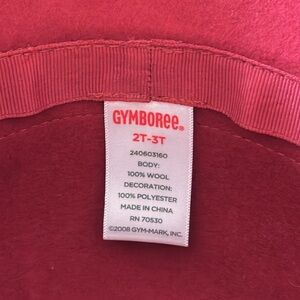 GYMBOREE®
2T-3T
240603160
BODY:
100% WOOL
DECORATION:
100% POLYESTER
MADE IN CHINA
RN 70530
©2008 GYM-MARK, INC.